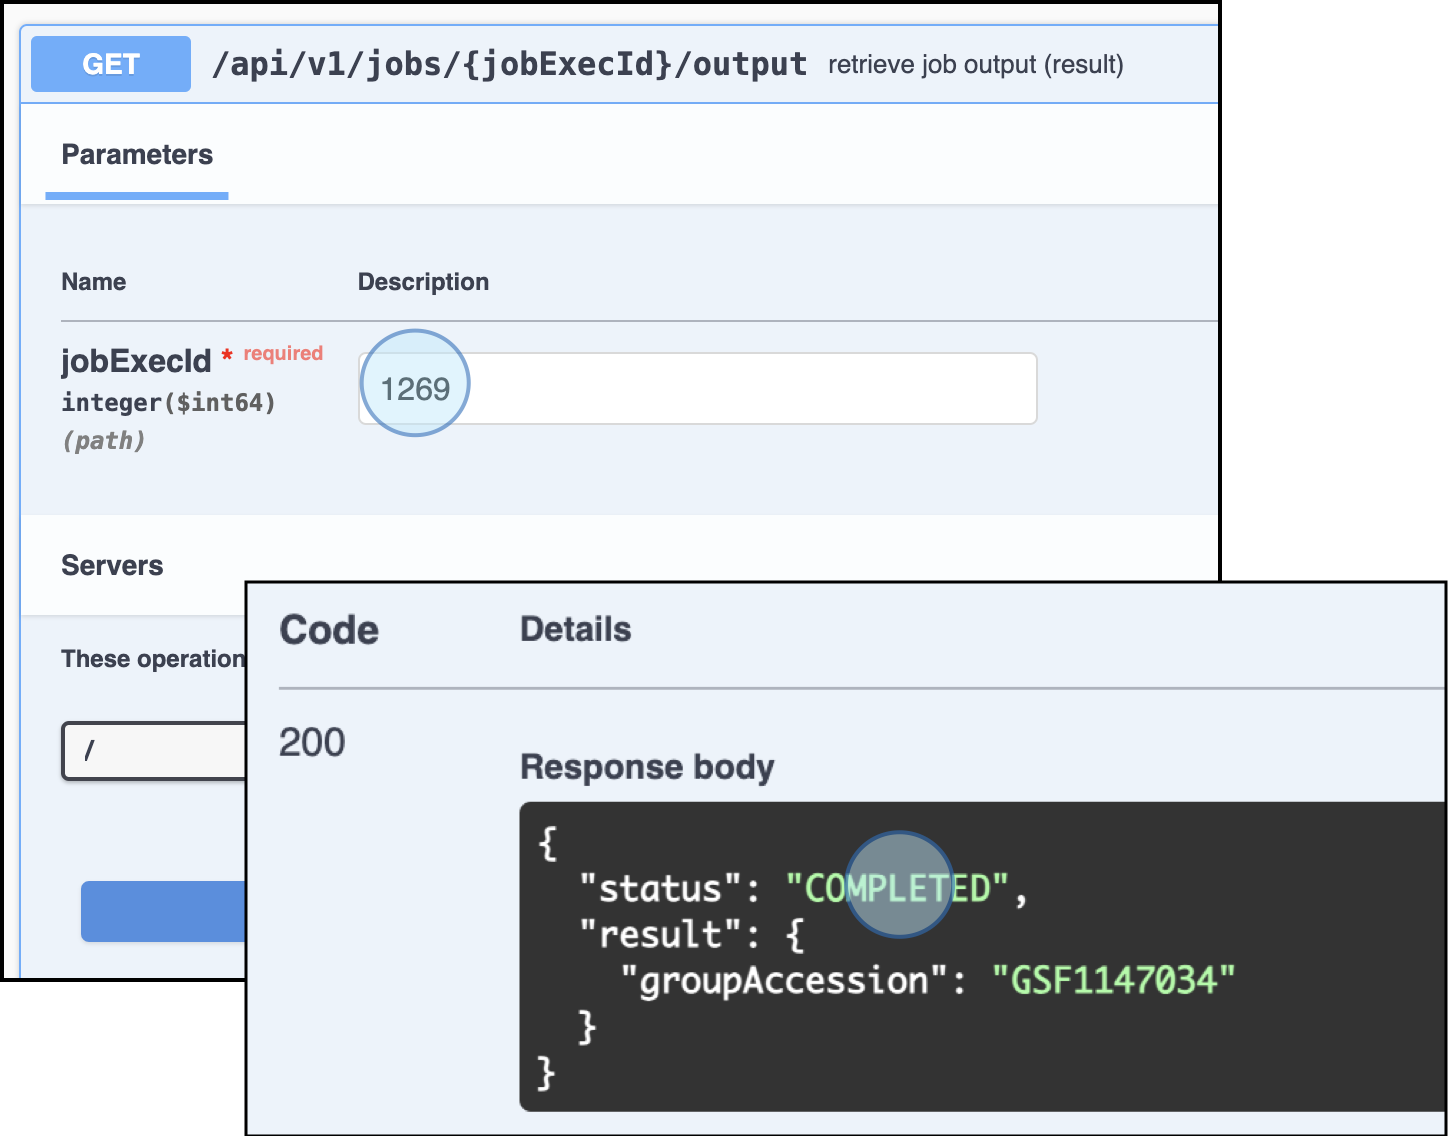 GET /api/v1/jobs/{jobExecId}/output retrieve job output (result)
Parameters
Name Description
jobExecId * required
integer($int64)
(path)
1269
Servers
These operation
/
Code Details
200
Response body
{
"status": "COMPLETED",
"result": {
"groupAccession": "GSF1147034"
}
}